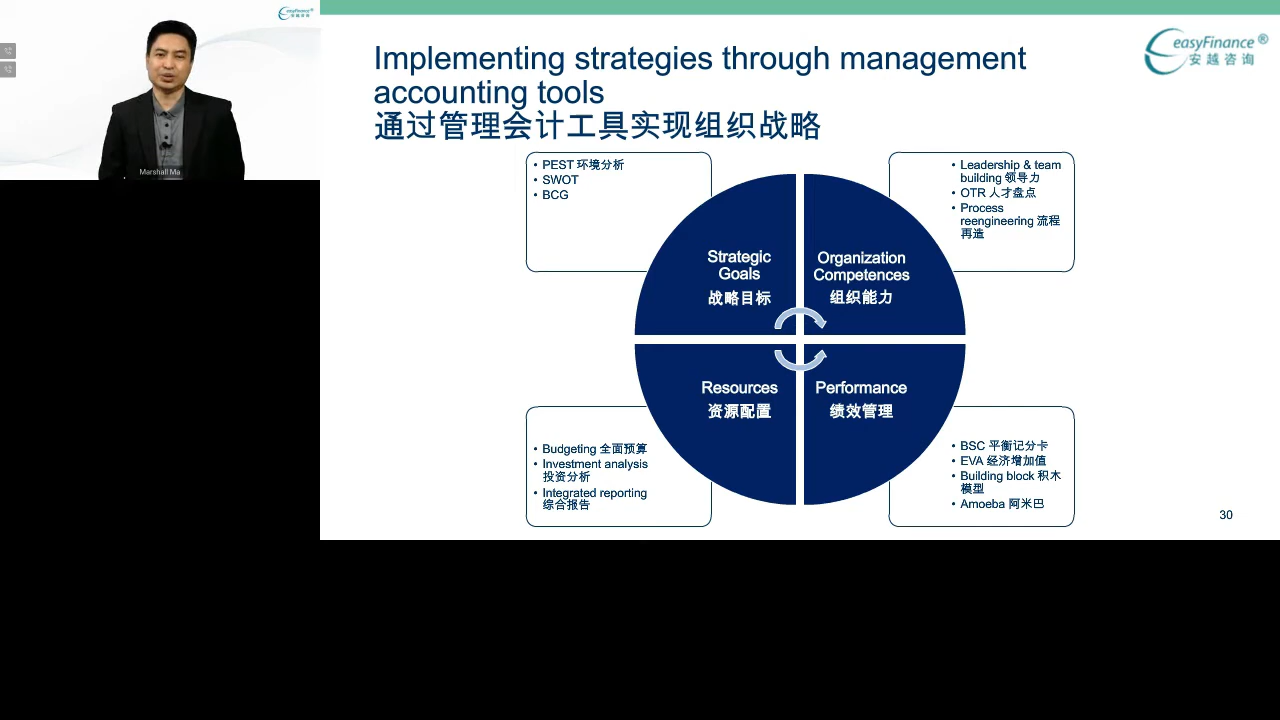 easyFinance®
安越咨询
Marshall Ma
easyFinance®
安越咨询
Implementing strategies through management
accounting tools
通过管理会计工具实现组织战略
• PEST 环境分析
• SWOT
• BCG
• Leadership & team
building 领导力
• OTR 人才盘点
• Process
reengineering 流程
再造
Strategic
Goals
战略目标
Organization
Competences
组织能力
Resources
资源配置
Performance
绩效管理
• Budgeting 全面预算
• Investment analysis
投资分析
• Integrated reporting
综合报告
• BSC 平衡记分卡
• EVA 经济增加值
• Building block 积木
模型
• Amoeba 阿米巴
30